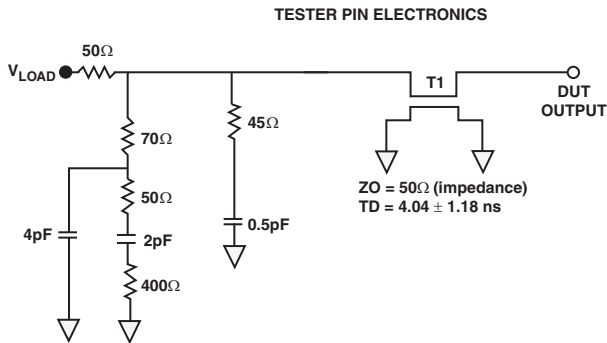 TESTER PIN ELECTRONICS
50Ω
VLOAD
T1
DUT
OUTPUT
45Ω
70Ω
ZO = 50Ω (impedance)
TD = 4.04 ± 1.18 ns
50Ω
0.5pF
4pF
2pF
400Ω